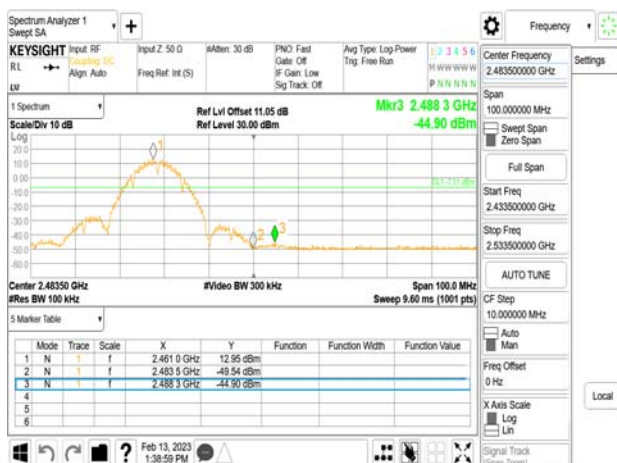 Spectrum Analyzer 1
Swept SA
KEYSIGHT
RL
Input: RF
Coupling: DC
Align: Auto
Input Z: 50 Ω
Freq Ref: Int (S)
#Atten: 30 dB
PNO: Fast
Gate: Off
IF Gain: Low
Sig Track: Off
Avg Type: Log-Power
Trig: Free Run
1 2 3 4 5 6
M W W W W W
P N N N N N
1 Spectrum
Scale/Div 10 dB
Log
Ref Lvl Offset 11.05 dB
Ref Level 30.00 dBm
Mkr3 2.488 3 GHz
-44.90 dBm
20.0
10.0
0.00
-10.0
-20.0
-30.0
-40.0
-50.0
-60.0
1
2
3
Center 2.48350 GHz
#Res BW 100 kHz
#Video BW 300 kHz
Span 100.0 MHz
Sweep 9.60 ms (1001 pts)
5 Marker Table
Mode Trace Scale X Y Function Function Width Function Value
1 N 1 f 2.461 0 GHz 12.95 dBm
2 N 1 f 2.483 5 GHz -49.54 dBm
3 N 1 f 2.488 3 GHz -44.90 dBm
4
5
6
Feb 13, 2023
1:38:59 PM
Frequency
Settings
Center Frequency
2.483500000 GHz
Span
100.000000 MHz
Swept Span
Zero Span
Full Span
Start Freq
2.433500000 GHz
Stop Freq
2.533500000 GHz
AUTO TUNE
CF Step
10.000000 MHz
Auto
Man
Freq Offset
0 Hz
X Axis Scale
Log
Lin
Signal Track
Local